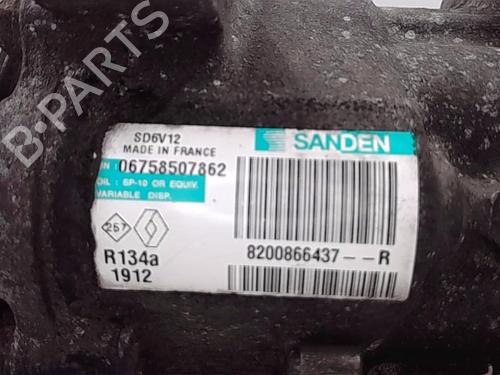 SD6V12
MADE IN FRANCE
SANDEN
N : 06758507862
OIL : SP-10 OR EQUIV.
VARIABLE DISP.
257
R134a
1912
8200866437--R
B-PARTS